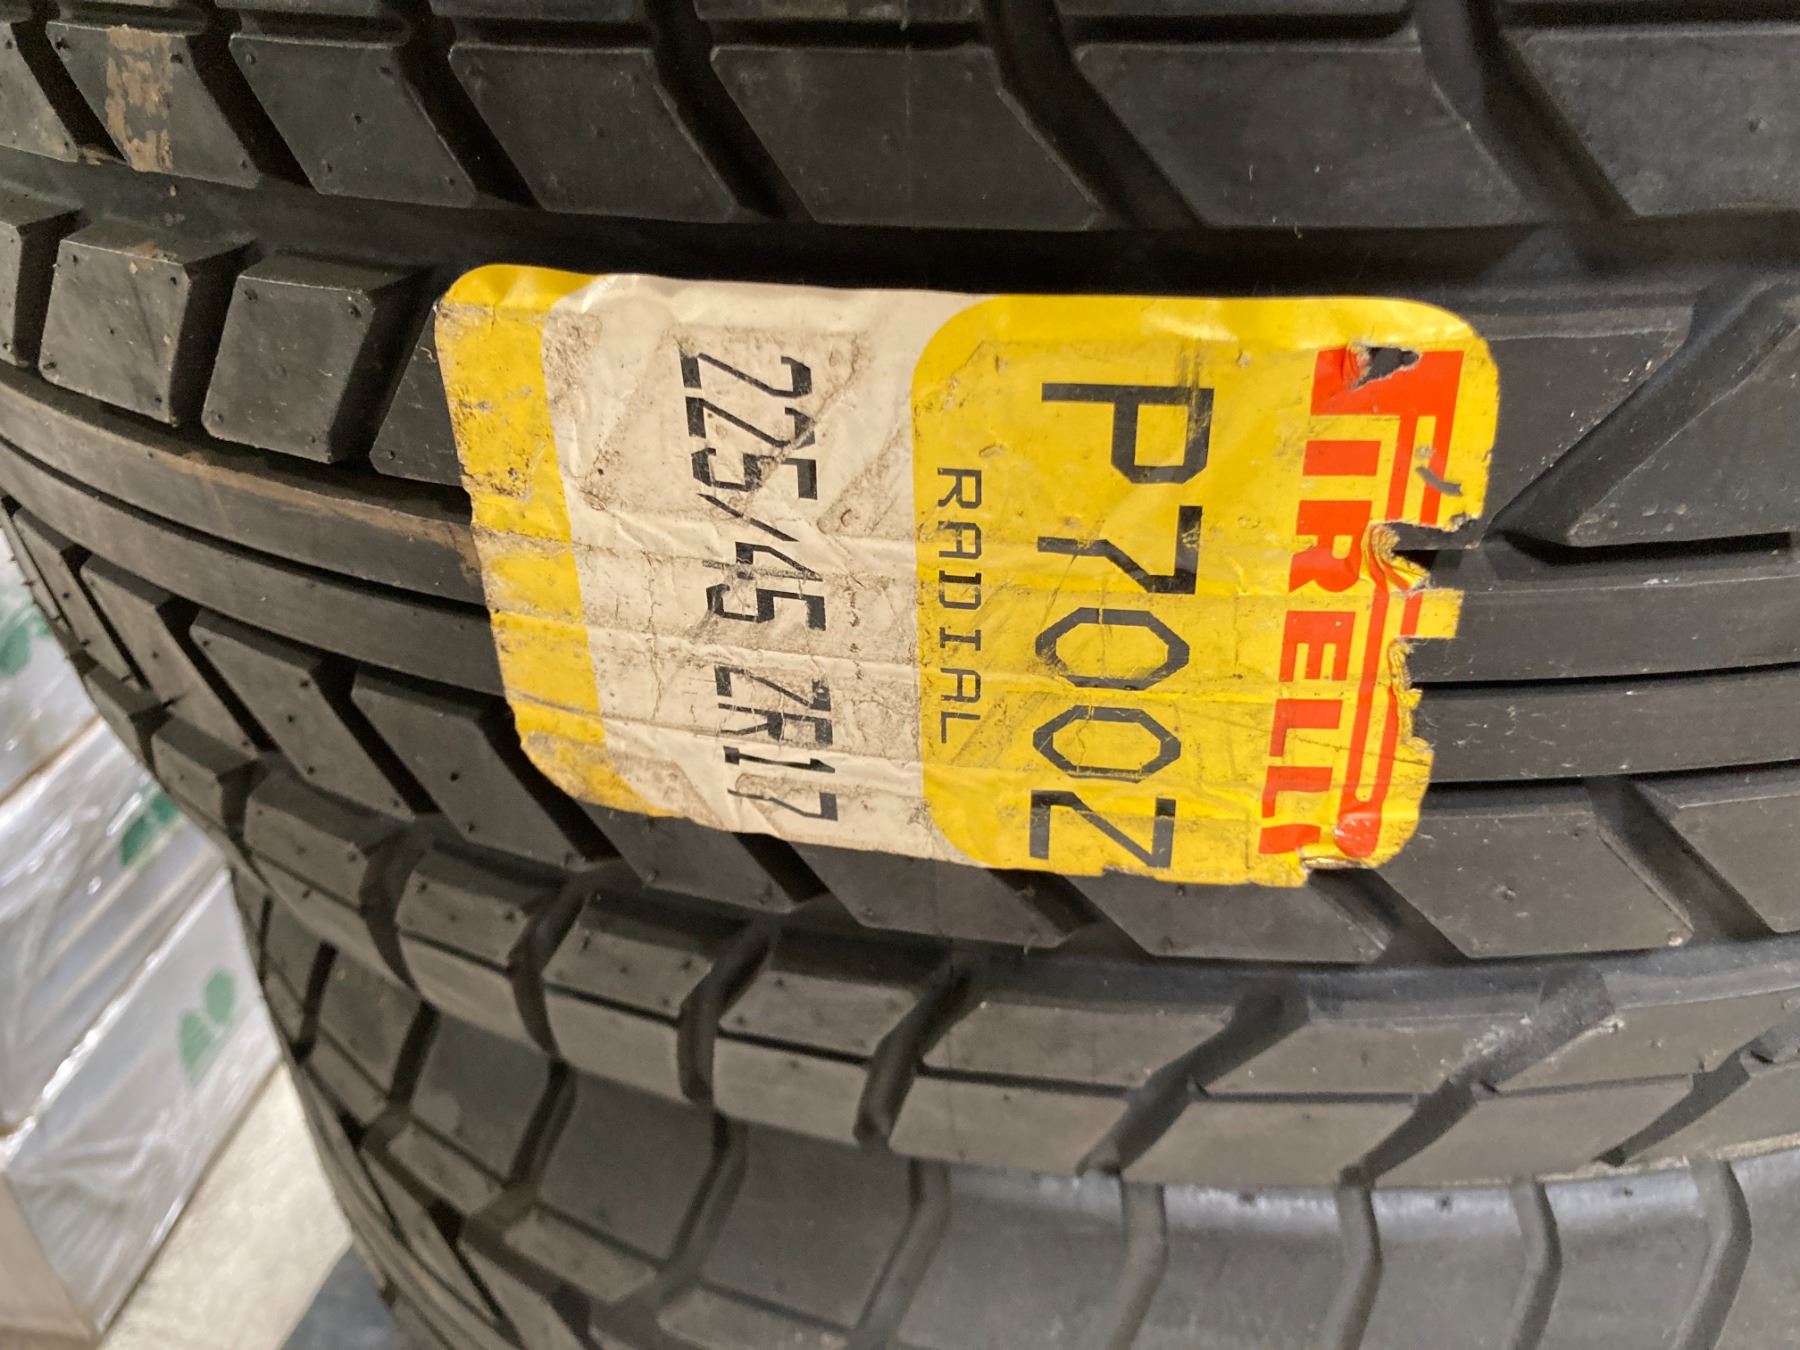 PIRELLI
P700Z
RADIAL
225/45 ZR17